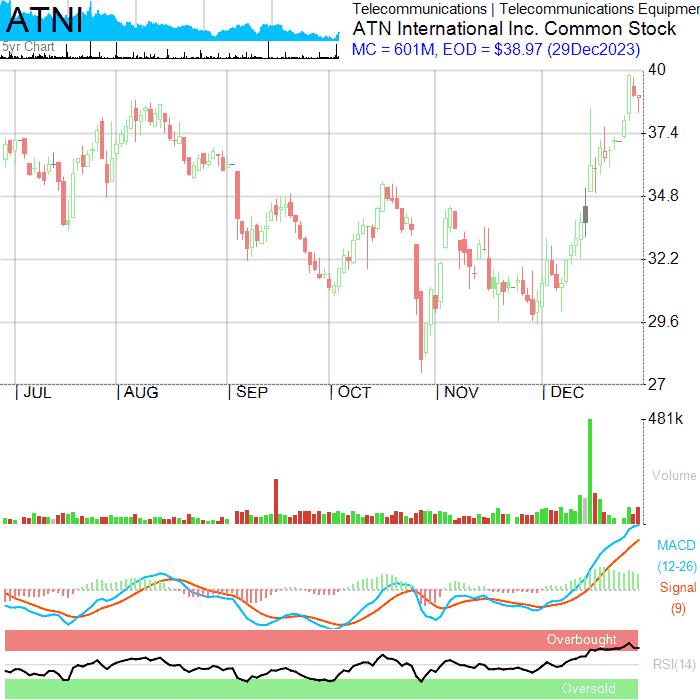 ATNI
5yr Chart
Telecommunications | Telecommunications Equipmen
ATN International Inc. Common Stock
MC = 601M, EOD = $38.97 (29Dec2023)
40
37.4
34.8
32.2
29.6
27
|JUL |AUG |SEP |OCT |NOV |DEC
481k
Volume
MACD
(12-26)
Signal
(9)
Overbought
RSI(14)
Oversold